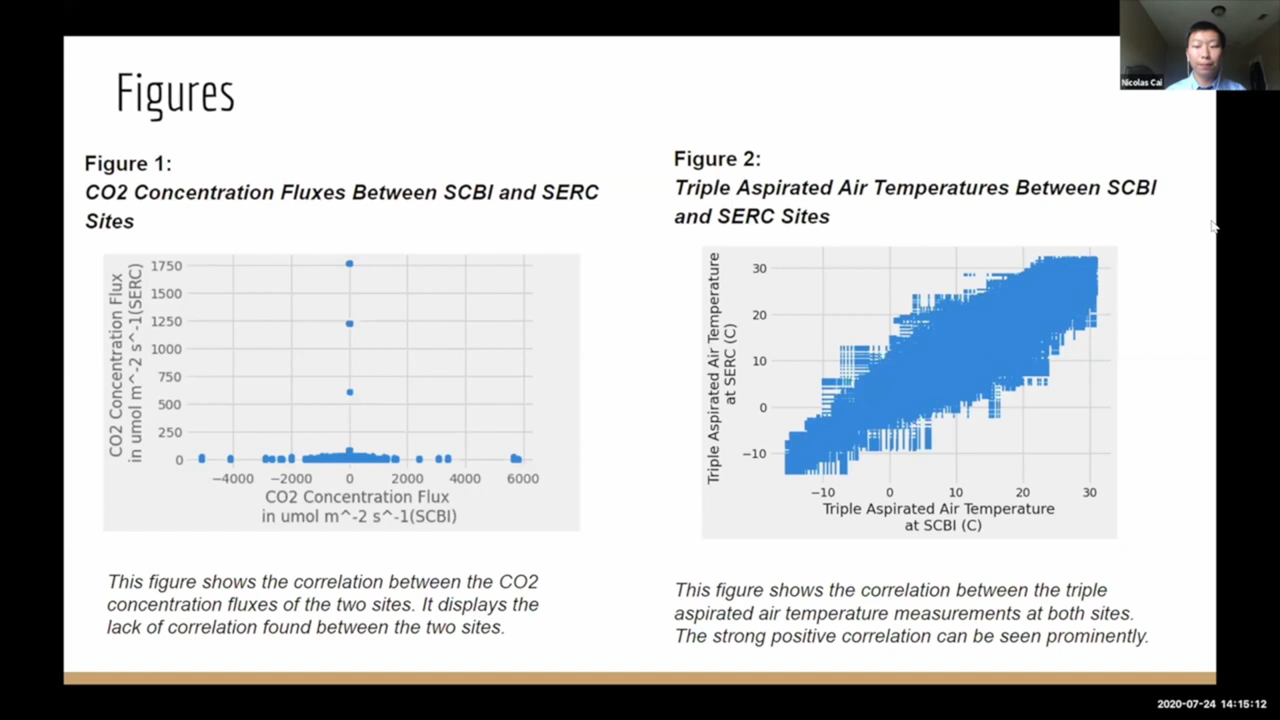 Figures
Nicolas Cai
Figure 1:
CO2 Concentration Fluxes Between SCBI and SERC
Sites
CO2 Concentration Flux
in umol m^-2 s^-1(SERC)
1750
1500
1250
1000
750
500
250
0
−4000 −2000 0 2000 4000 6000
CO2 Concentration Flux
in umol m^-2 s^-1(SCBI)
This figure shows the correlation between the CO2
concentration fluxes of the two sites. It displays the
lack of correlation found between the two sites.
Figure 2:
Triple Aspirated Air Temperatures Between SCBI
and SERC Sites
Triple Aspirated Air Temperature
at SERC (C)
30
20
10
0
−10
−10 0 10 20 30
Triple Aspirated Air Temperature
at SCBI (C)
This figure shows the correlation between the triple
aspirated air temperature measurements at both sites.
The strong positive correlation can be seen prominently.
2020-07-24 14:15:12